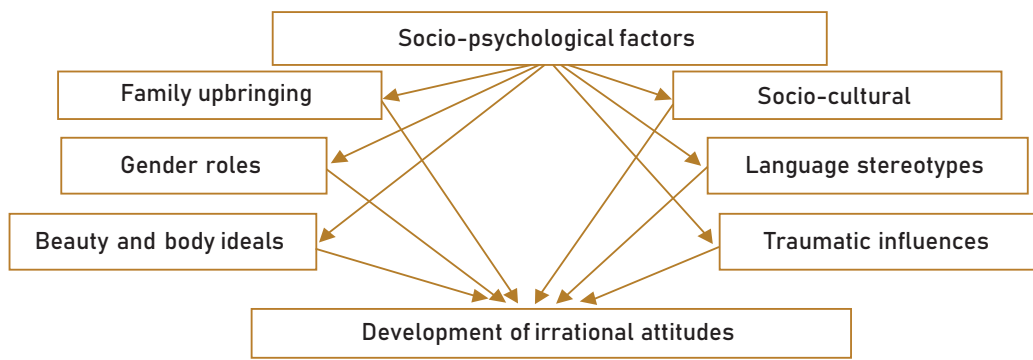 Socio-psychological factors
Family upbringing
Socio-cultural
Gender roles
Language stereotypes
Beauty and body ideals
Traumatic influences
Development of irrational attitudes